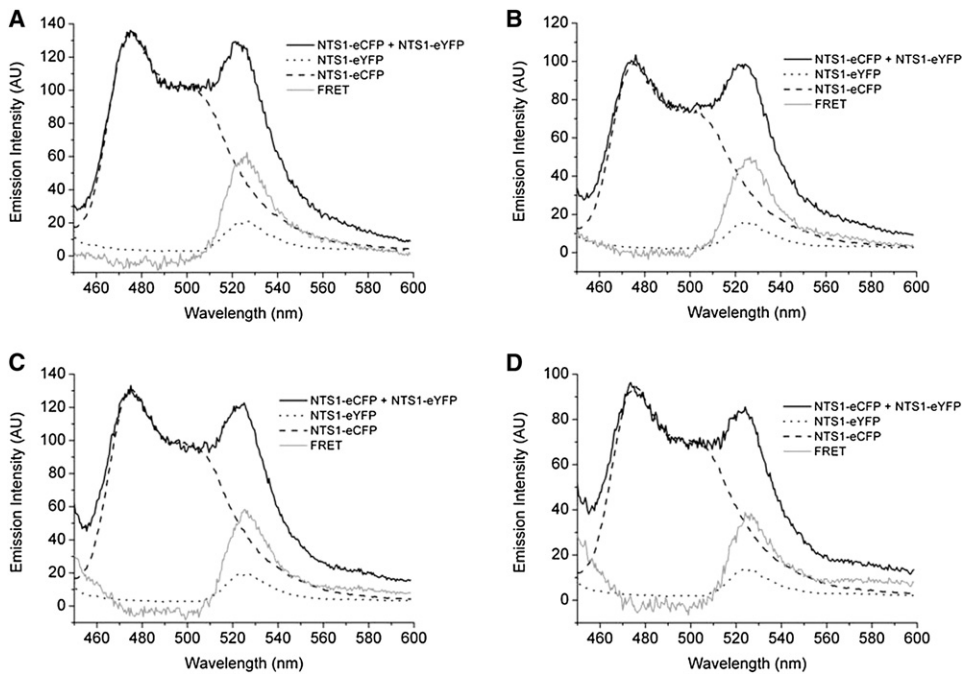 A
140
120
100
80
60
40
20
0
Emission Intensity (AU)
460 480 500 520 540 560 580 600
Wavelength (nm)
NTS1-eCFP + NTS1-eYFP
NTS1-eYFP
NTS1-eCFP
FRET
B
120
100
80
60
40
20
0
Emission Intensity (AU)
460 480 500 520 540 560 580 600
Wavelength (nm)
NTS1-eCFP + NTS1-eYFP
NTS1-eYFP
NTS1-eCFP
FRET
C
140
120
100
80
60
40
20
0
Emission Intensity (AU)
460 480 500 520 540 560 580 600
Wavelength (nm)
NTS1-eCFP + NTS1-eYFP
NTS1-eYFP
NTS1-eCFP
FRET
D
100
80
60
40
20
0
Emission Intensity (AU)
460 480 500 520 540 560 580 600
Wavelength (nm)
NTS1-eCFP + NTS1-eYFP
NTS1-eYFP
NTS1-eCFP
FRET